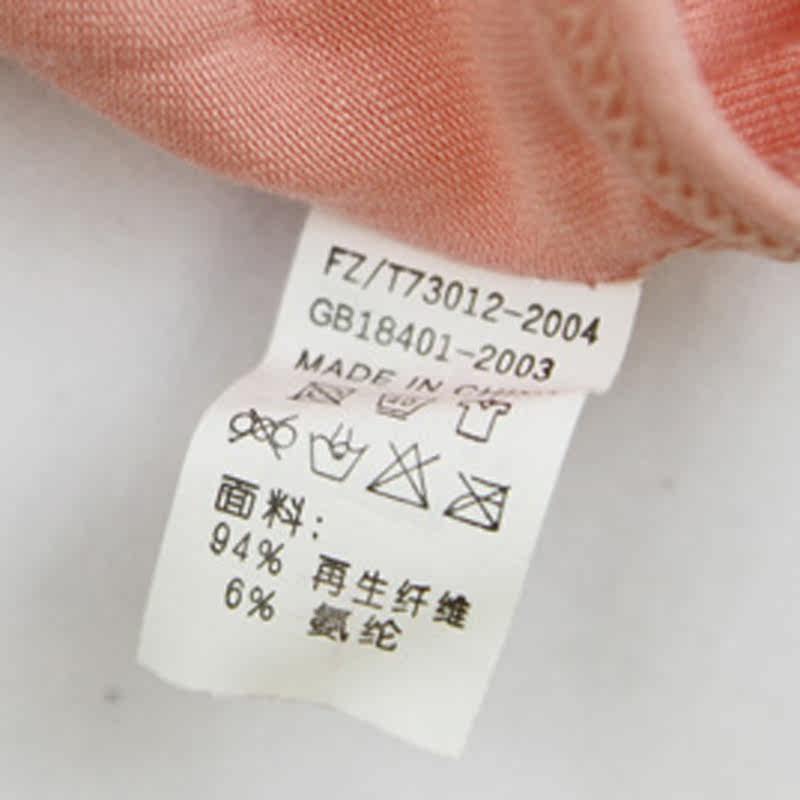 FZ/T73012-2004
GB18401-2003
MADE IN CHINA
面料:
94% 再生纤维
6% 氨纶